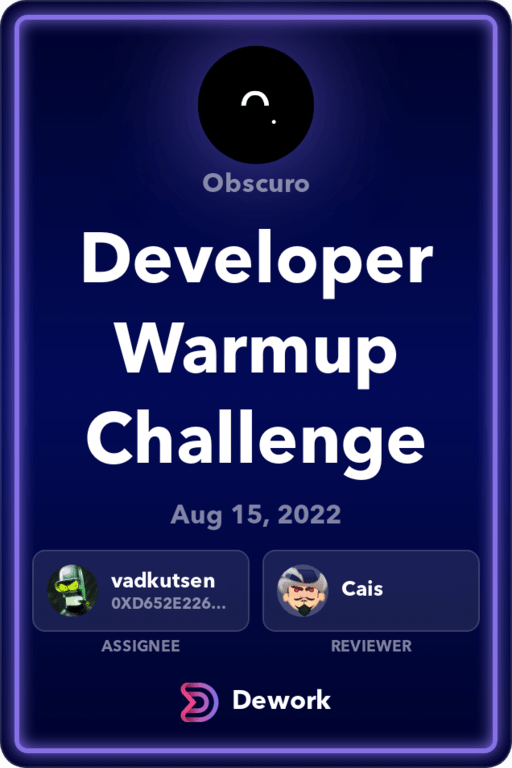 Obscuro
Developer
Warmup
Challenge
Aug 15, 2022
vadkutsen
0XD652E226...
ASSIGNEE
Cais
REVIEWER
Dework